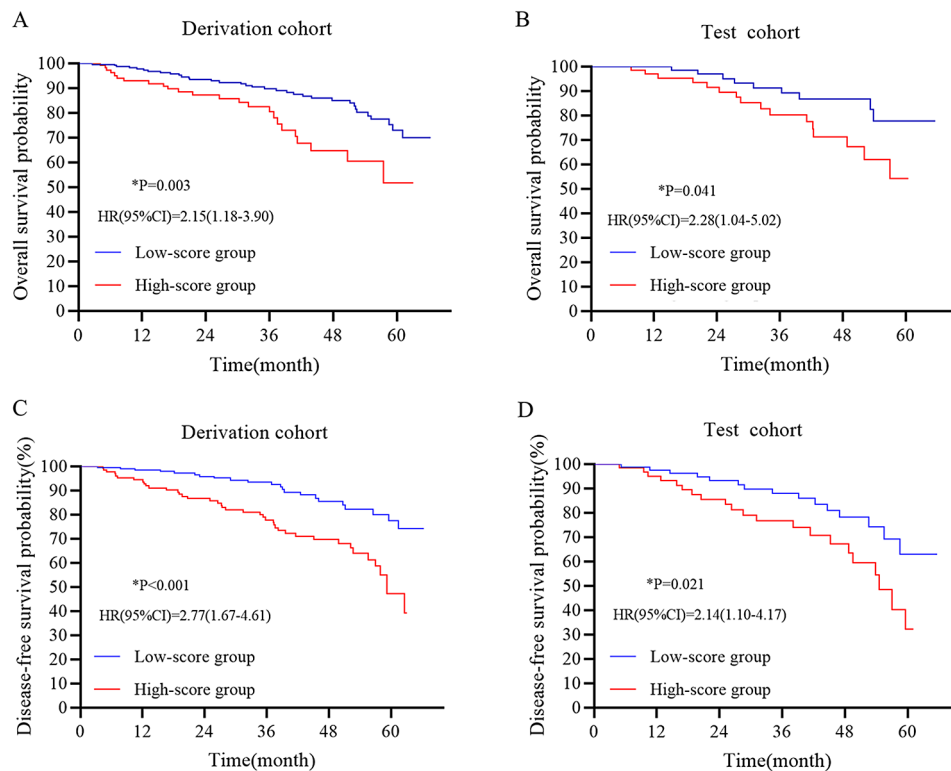 A
Derivation cohort
Overall survival probability
100
90
80
70
60
50
40
30
20
10
0
*P=0.003
HR(95%CI)=2.15(1.18-3.90)
Low-score group
High-score group
0 12 24 36 48 60
Time(month)
B
Test cohort
Overall survival probability
100
90
80
70
60
50
40
30
20
10
0
*P=0.041
HR(95%CI)=2.28(1.04-5.02)
Low-score group
High-score group
0 12 24 36 48 60
Time(month)
C
Derivation cohort
Disease-free survival probability(%)
100
90
80
70
60
50
40
30
20
10
0
*P<0.001
HR(95%CI)=2.77(1.67-4.61)
Low-score group
High-score group
0 12 24 36 48 60
Time(month)
D
Test cohort
Disease-free survival probability(%)
100
90
80
70
60
50
40
30
20
10
0
*P=0.021
HR(95%CI)=2.14(1.10-4.17)
Low-score group
High-score group
0 12 24 36 48 60
Time(month)